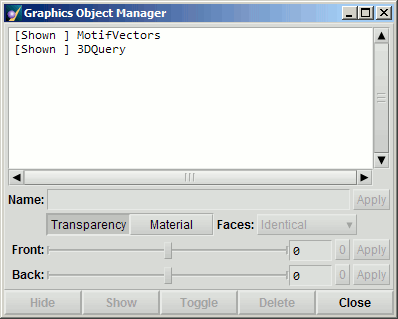 Graphics Object Manager
[Shown ] MotifVectors
[Shown ] 3DQuery
Name: Apply
Transparency Material Faces: Identical
Front: 0 0 Apply
Back: 0 0 Apply
Hide Show Toggle Delete Close